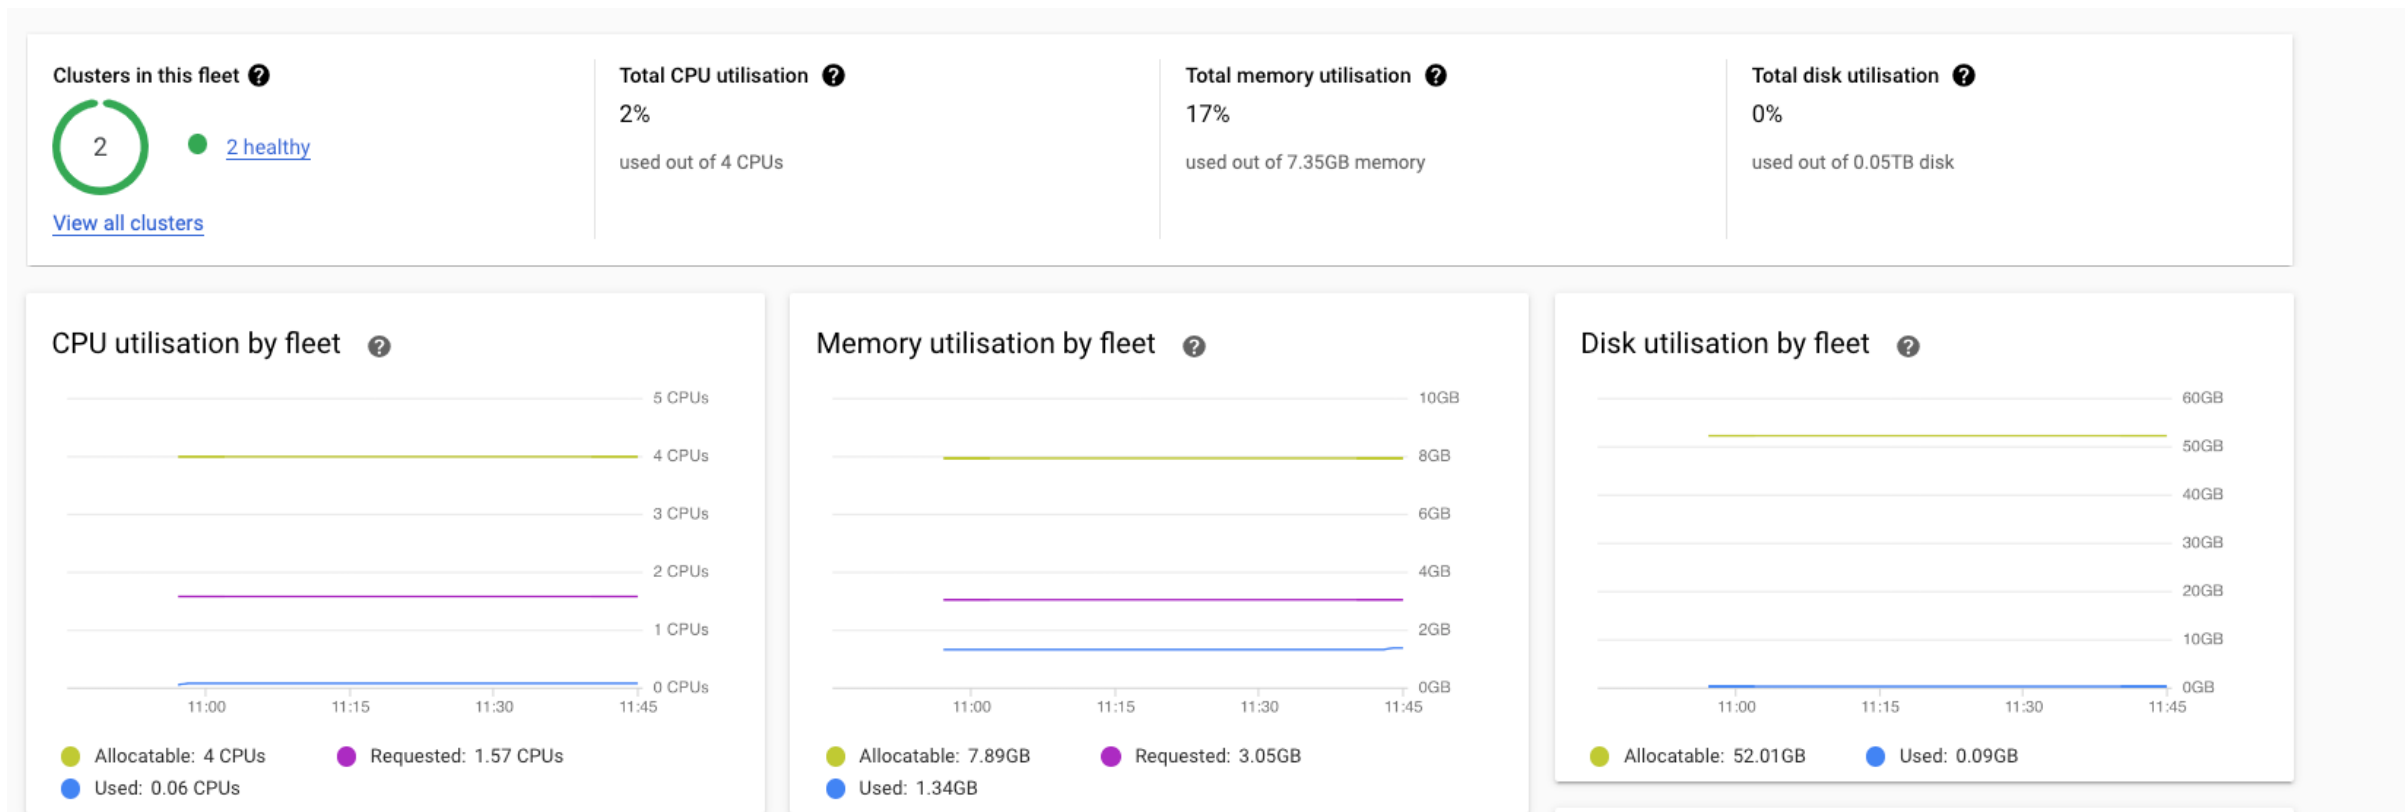 Clusters in this fleet
2
2 healthy
View all clusters
Total CPU utilisation
2%
used out of 4 CPUs
Total memory utilisation
17%
used out of 7.35GB memory
Total disk utilisation
0%
used out of 0.05TB disk
CPU utilisation by fleet
5 CPUs
4 CPUs
3 CPUs
2 CPUs
1 CPUs
0 CPUs
11:00 11:15 11:30 11:45
Allocatable: 4 CPUs Requested: 1.57 CPUs
Used: 0.06 CPUs
Memory utilisation by fleet
10GB
8GB
6GB
4GB
2GB
0GB
11:00 11:15 11:30 11:45
Allocatable: 7.89GB Requested: 3.05GB
Used: 1.34GB
Disk utilisation by fleet
60GB
50GB
40GB
30GB
20GB
10GB
0GB
11:00 11:15 11:30 11:45
Allocatable: 52.01GB Used: 0.09GB